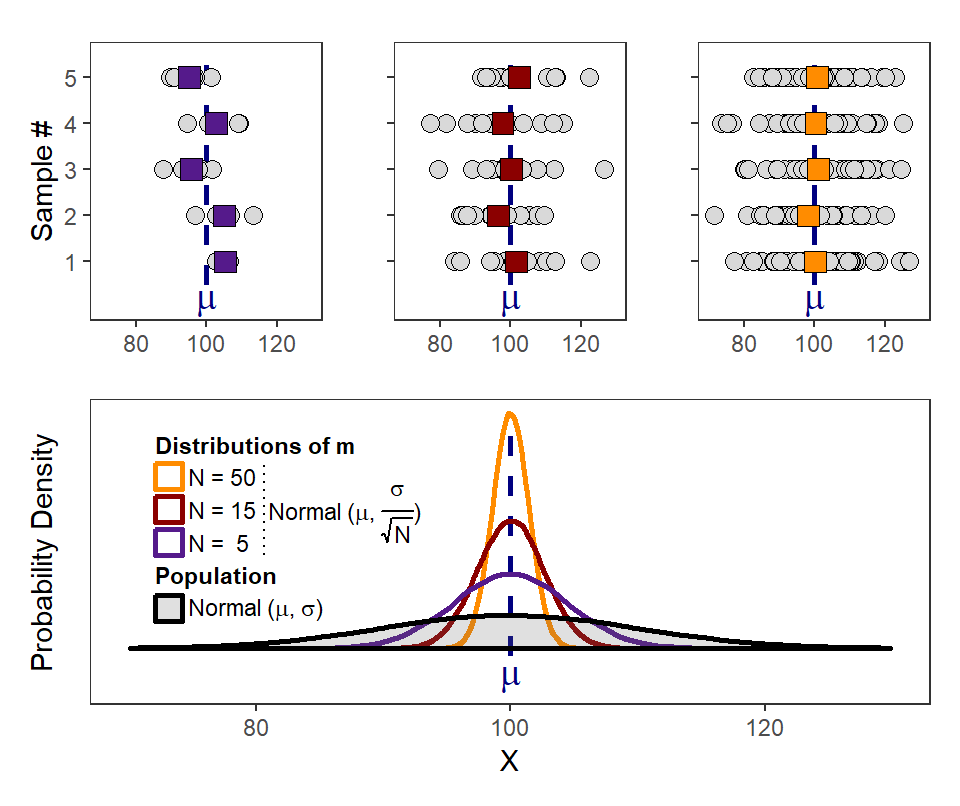 Sample #
5
4
3
2
1
μ
μ
μ
80 100 120
80 100 120
80 100 120
Probability Density
Distributions of m
N = 50
N = 15 Normal (μ, σ/√N)
N = 5
Population
Normal (μ, σ)
μ
80 100 120
X